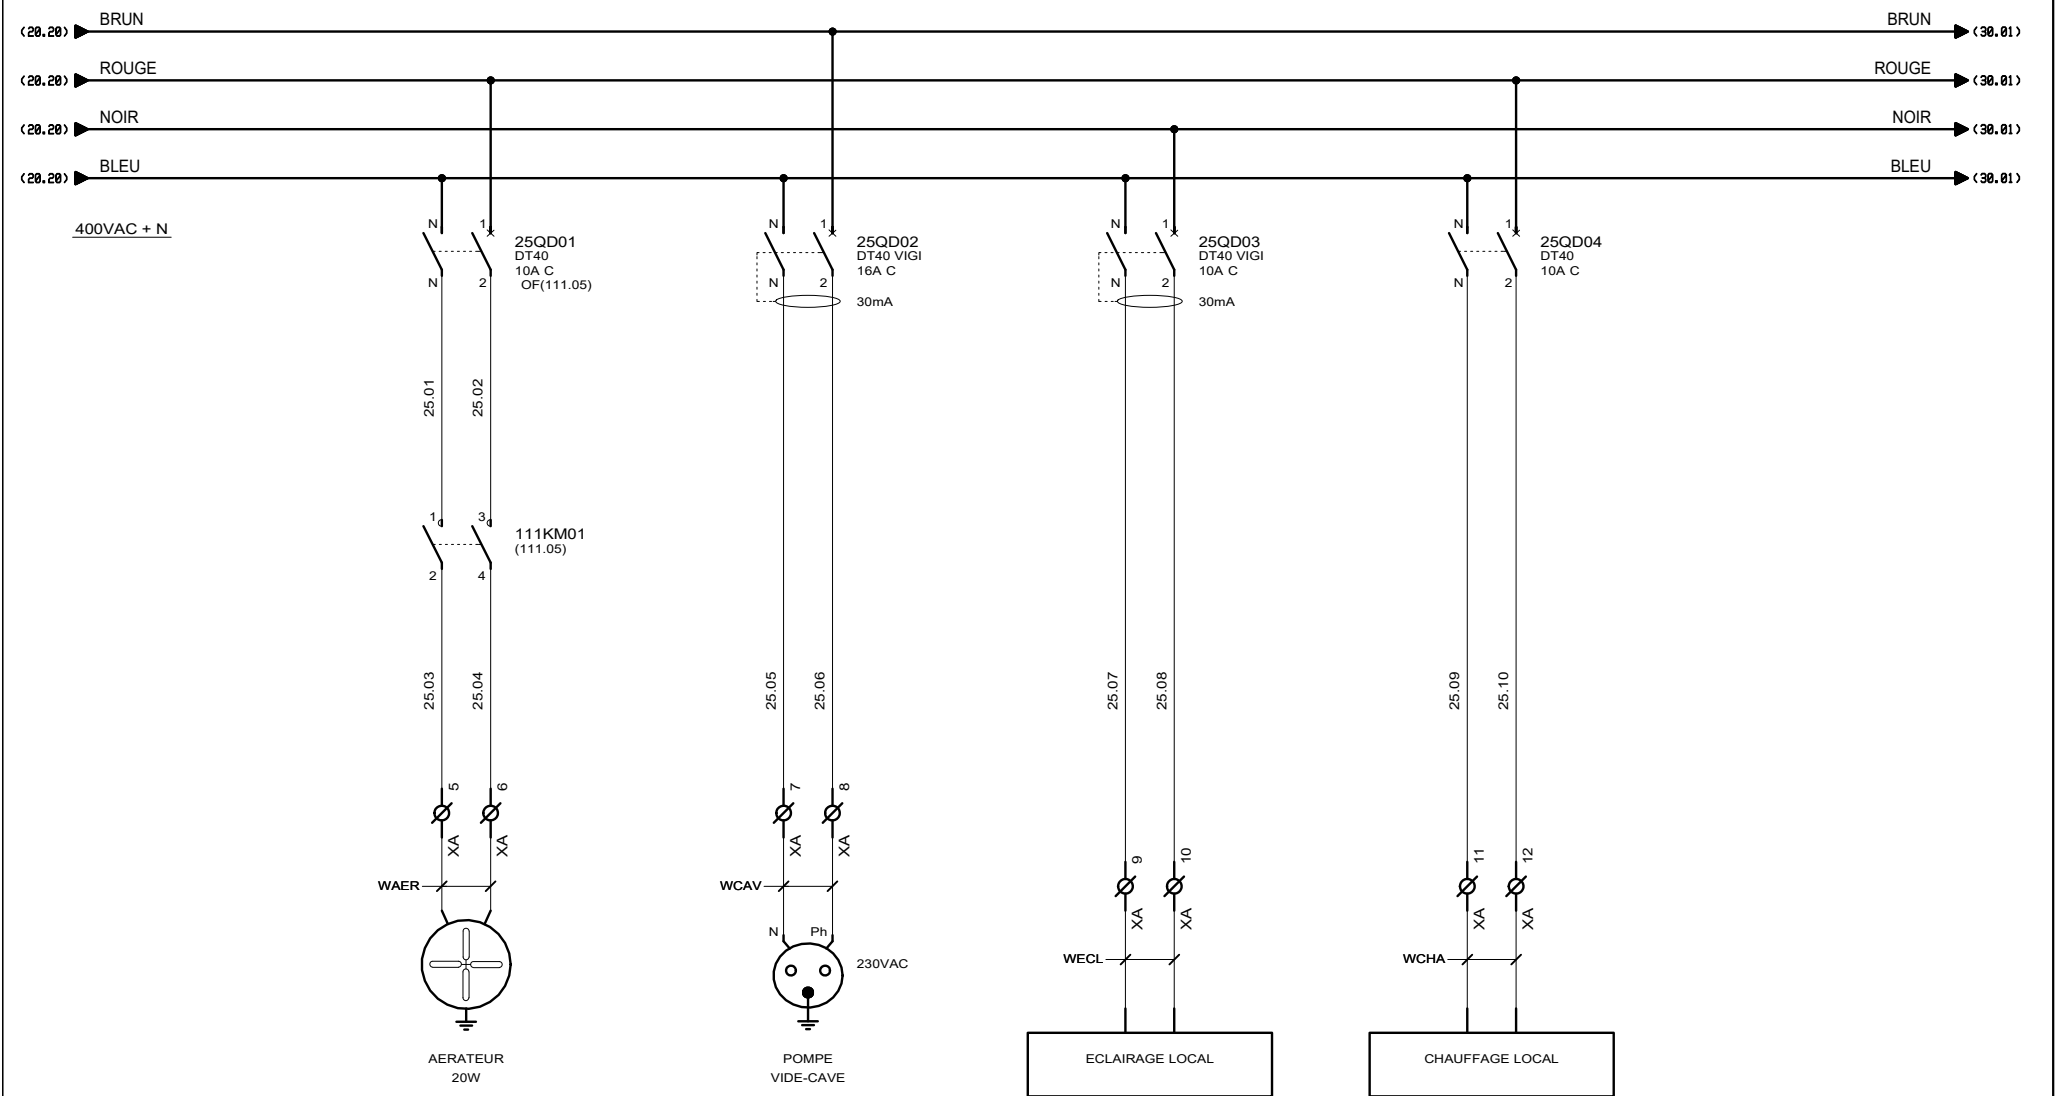 BRUN BRUN
(20.20) (30.01)
ROUGE ROUGE
(20.20) (30.01)
NOIR NOIR
(20.20) (30.01)
BLEU BLEU
(20.20) (30.01)
400VAC + N
N 1 N 1 N 1 N 1
25QD01 25QD02 25QD03 25QD04
DT40 DT40 VIGI DT40 VIGI DT40
10A C 16A C 10A C 10A C
N 2 OF(111.05) N 2 N 2 N 2
30mA 30mA
25.01 25.02
1 3
111KM01
(111.05)
2 4
25.03 25.04 25.05 25.06 25.07 25.08 25.09 25.10
5 6 7 8
XA XA XA XA
9 10 11 12
WAER WCAV
XA XA XA XA
N Ph
WECL WCHA
230VAC
AERATEUR POMPE ECLAIRAGE LOCAL CHAUFFAGE LOCAL
20W VIDE-CAVE